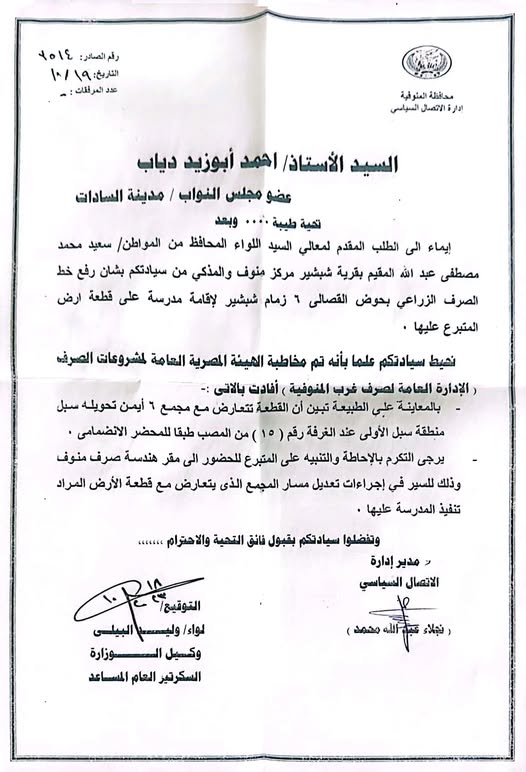 رقم الصادر: ٧٥١٤
التاريخ: ١٠/١٩
عدد المرفقات: -
محافظة المنوفية
إدارة الاتصال السياسي
السيد الأستاذ/ احمد أبوزيد دياب
عضو مجلس النواب / مدينة السادات
تحية طيبة ،،،، وبعد
إيماء الى الطلب المقدم لمعالي السيد اللواء المحافظ من المواطن/ سعيد محمد
مصطفى عبد الله المقيم بقرية شبشير مركز منوف والمذكي من سيادتكم بشان رفع خط
الصرف الزراعي بحوض القصالى ٦ زمام شبشير لإقامة مدرسة على قطعة ارض
المتبرع عليها .
نحيط سيادتكم علما بأنه تم مخاطبة الهيئة المصرية العامة لمشروعات الصرف
( الإدارة العامة لصرف غرب المنوفية ) أفادت بالاتى :-
- بالمعاينة على الطبيعة تبين أن القطعة تتعارض مع مجمع ٦ أيمن تحويله سبل
منطقة سبل الأولى عند الغرفة رقم (١٥) من المصب طبقا للمحضر الانضمامى .
- يرجى التكرم بالإحاطة والتنبيه على المتبرع للحضور الى مقر هندسة صرف منوف
وذلك للسير في إجراءات تعديل مسار المجمع الذى يتعارض مع قطعة الأرض المراد
تنفيذ المدرسة عليها .
وتفضلوا سيادتكم بقبول فائق التحية والاحترام ،،،،،،،
مدير إدارة
الاتصال السياسي
( نجلاء عبد الله محمد )
التوقيع/
لواء/ وليد البيلى
وكيل الوزارة
السكرتير العام المساعد